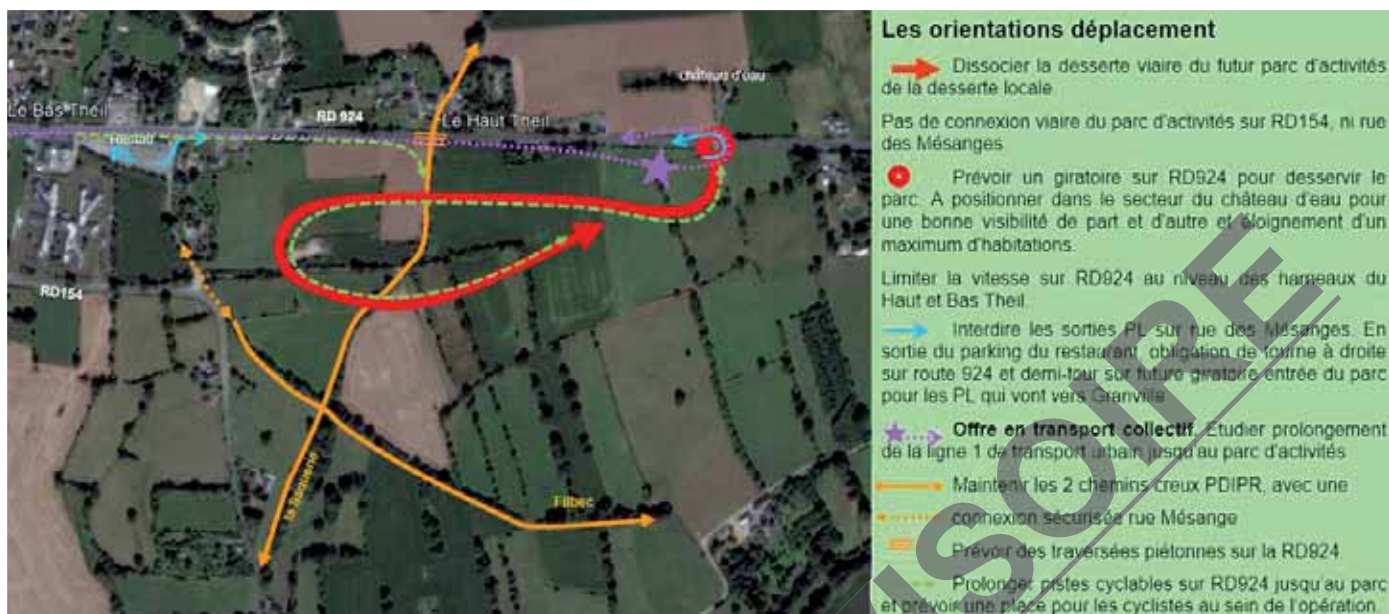 Le Bas Theil
RD 924
Le Haut Theil
château d'eau
RD154
la Baquerie
Filbec
Les orientations déplacement
Dissocier la desserte viaire du futur parc d'activités
de la desserte locale
Pas de connexion viaire du parc d'activités sur RD154, ni rue
des Mésanges
Prévoir un giratoire sur RD924 pour desservir le
parc. A positionner dans le secteur du château d'eau pour
une bonne visibilité de part et d'autre et éloignement d'un
maximum d'habitations.
Limiter la vitesse sur RD924 au niveau des hameaux du
Haut et Bas Theil.
Interdire les sorties PL sur rue des Mésanges. En
sortie du parking du restaurant, obligation de tourne à droite
sur route 924 et demi-tour sur future giratoire entrée du parc
pour les PL qui vont vers Granville
Offre en transport collectif. Etudier prolongement
de la ligne 1 de transport urbain jusqu'au parc d'activités
Maintenir les 2 chemins creux PDIPR, avec une
connexion sécurisée rue Mésange
Prévoir des traversées piétonnes sur la RD924
Prolonger pistes cyclables sur RD924 jusqu'au parc
et prévoir une place pour les cyclistes au sein de l'opération
SOIRE